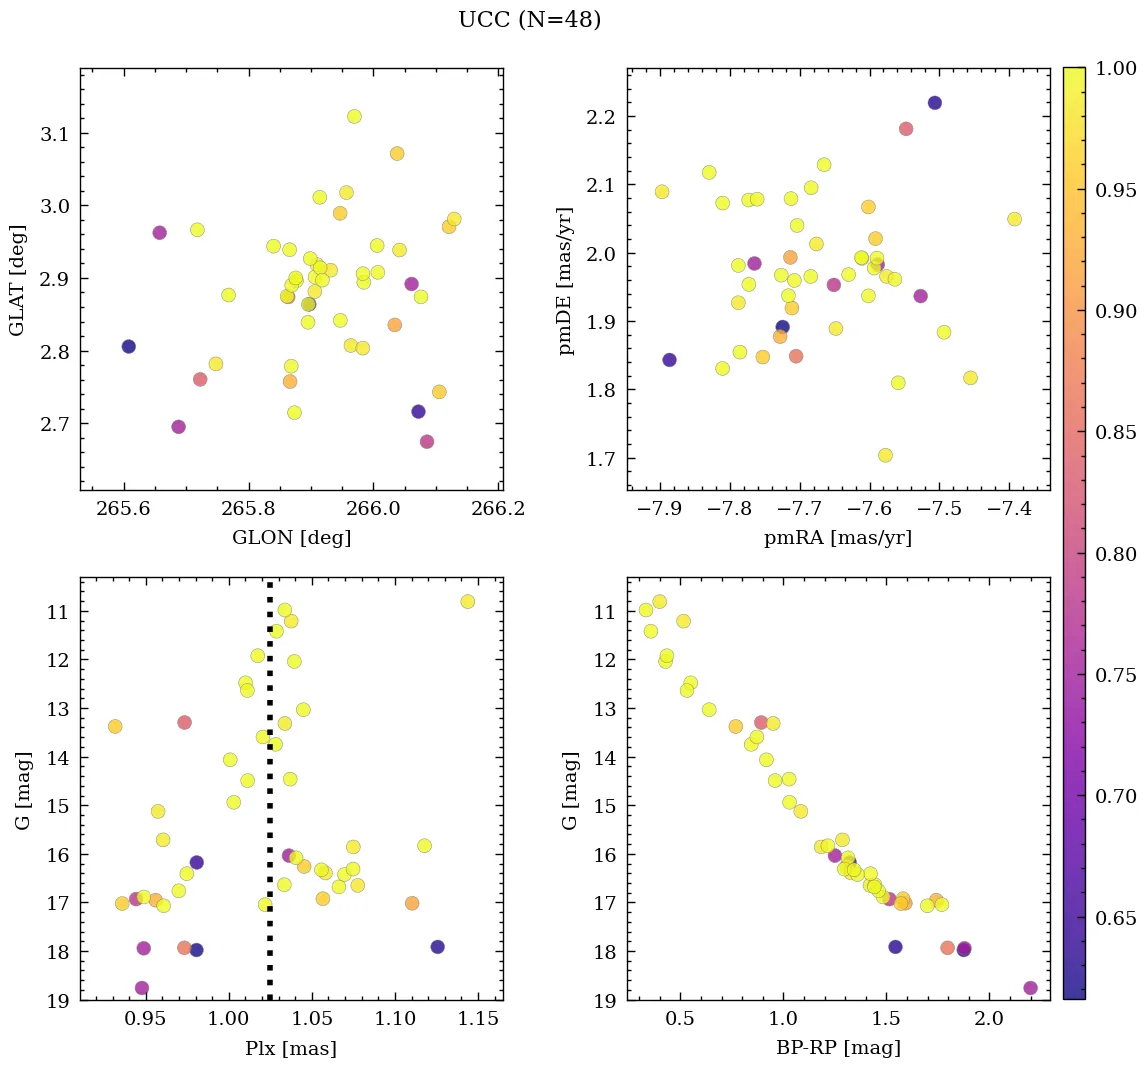 UCC (N=48)
3.1
3.0
2.9
2.8
2.7
GLAT [deg]
265.6 265.8 266.0 266.2
GLON [deg]
2.2
2.1
2.0
1.9
1.8
1.7
pmDE [mas/yr]
−7.9 −7.8 −7.7 −7.6 −7.5 −7.4
pmRA [mas/yr]
11
12
13
14
15
16
17
18
19
G [mag]
0.95 1.00 1.05 1.10 1.15
Plx [mas]
11
12
13
14
15
16
17
18
19
G [mag]
0.5 1.0 1.5 2.0
BP-RP [mag]
1.00
0.95
0.90
0.85
0.80
0.75
0.70
0.65